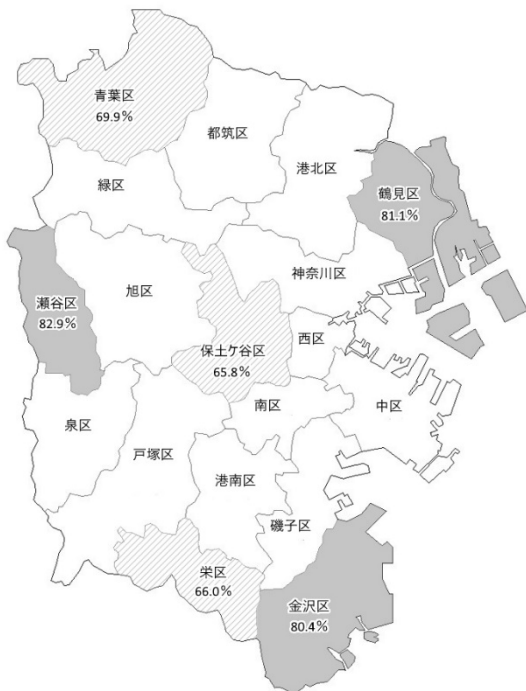 青葉区
69.9%
都筑区
港北区
緑区
鶴見区
81.1%
神奈川区
旭区
瀬谷区
82.9%
保土ケ谷区
65.8%
西区
南区
中区
泉区
戸塚区
港南区
磯子区
栄区
66.0%
金沢区
80.4%